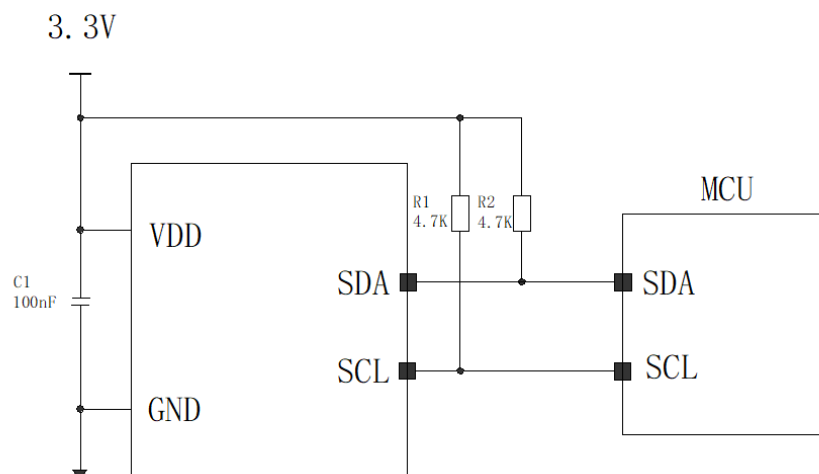 3.3V
MCU
R1
4.7K
R2
4.7K
VDD
SDA
SDA
C1
100nF
SCL
SCL
GND